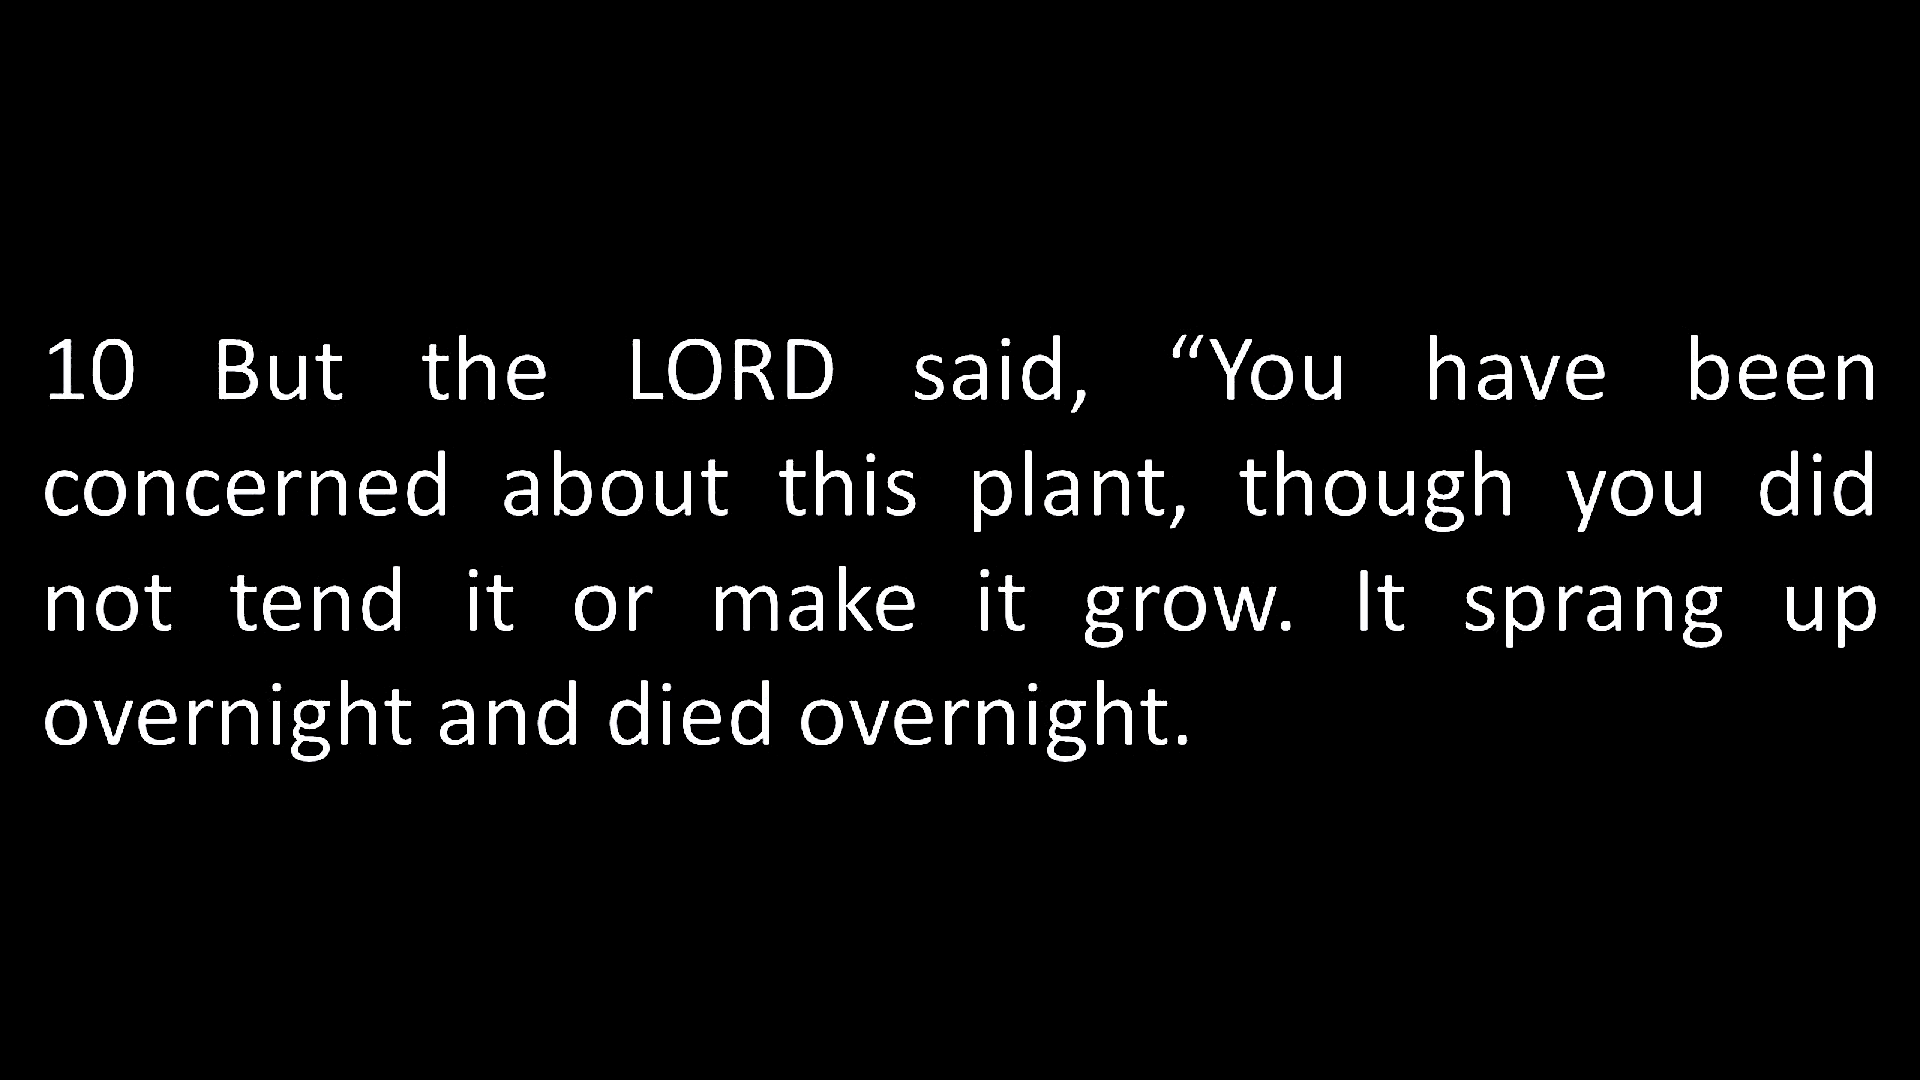 10 But the LORD said, “You have been
concerned about this plant, though you did
not tend it or make it grow. It sprang up
overnight and died overnight.